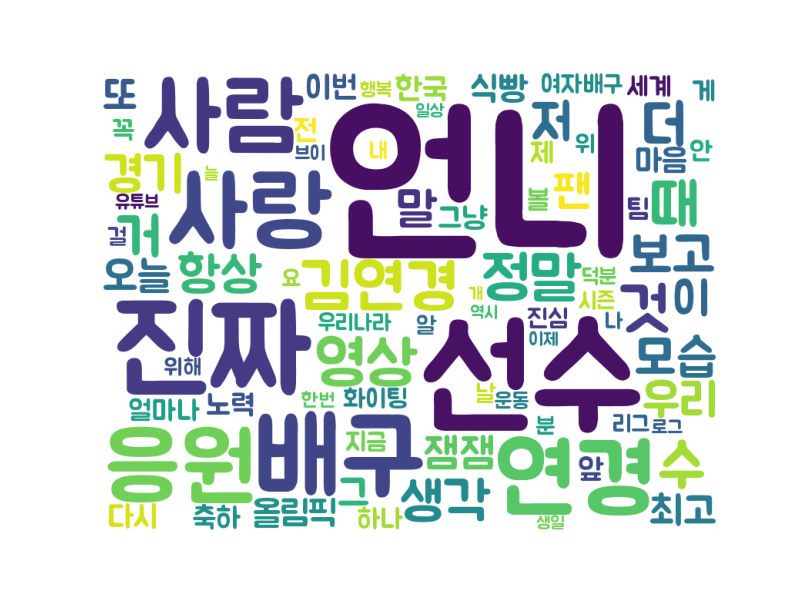 또 사람 이번 행복 한국 식빵 여자배구 세계 게
꼭 전 브이 언니 내 일상 저 제 위 더 마음 안
경기 늘 사랑 말 그냥 볼 팬 팀 때
유튜브
걸 거 오늘 항상 요 김연경 정말 덕분 보고
개 시즌 것 이
진짜 우리나라 알 역시 진심 나
위해 영상 선수 이제 모습
얼마나 노력 한번 화이팅 날 운동 우리
응원 배구 지금 잼잼 연경 분 리그 로그
그 생각 앞 수
다시 축하 올림픽 하나 생일 최고